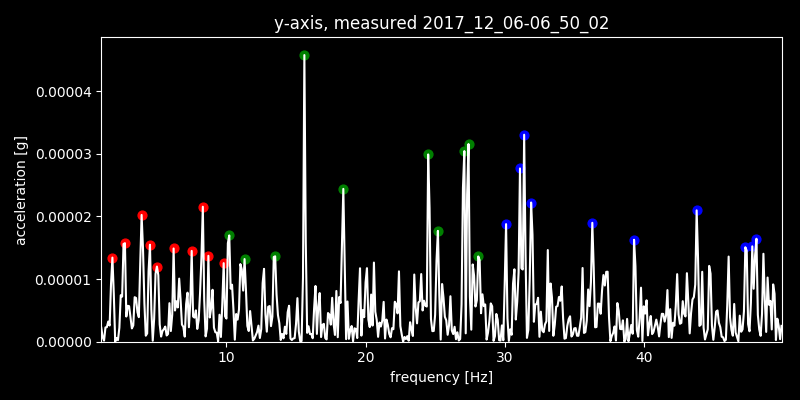 y-axis, measured 2017_12_06-06_50_02
0.00004
0.00003
0.00002
0.00001
0.00000
acceleration [g]
10 20 30 40
frequency [Hz]